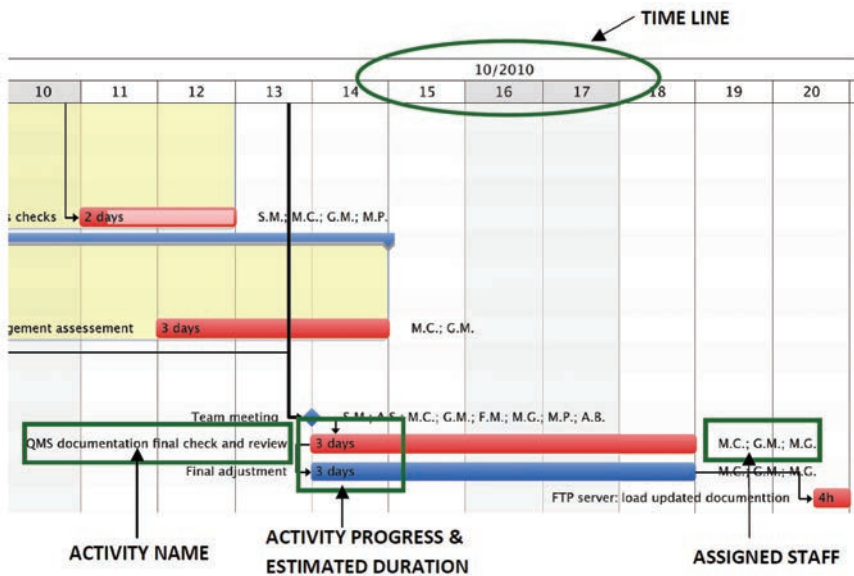 TIME LINE
10/2010
10 11 12 13 14 15 16 17 18 19 20
s checks 2 days S.M.; M.C.; G.M.; M.P.
gement assessement 3 days M.C.; G.M.
Team meeting S.M.; A.S.; M.C.; G.M.; F.M.; M.G.; M.P.; A.B.
QMS documentation final check and review 3 days M.C.; G.M.; M.G.
Final adjustment 3 days M.C.; G.M.; M.G.
FTP server: load updated documenttion 4h
ACTIVITY NAME
ACTIVITY PROGRESS &
ESTIMATED DURATION
ASSIGNED STAFF